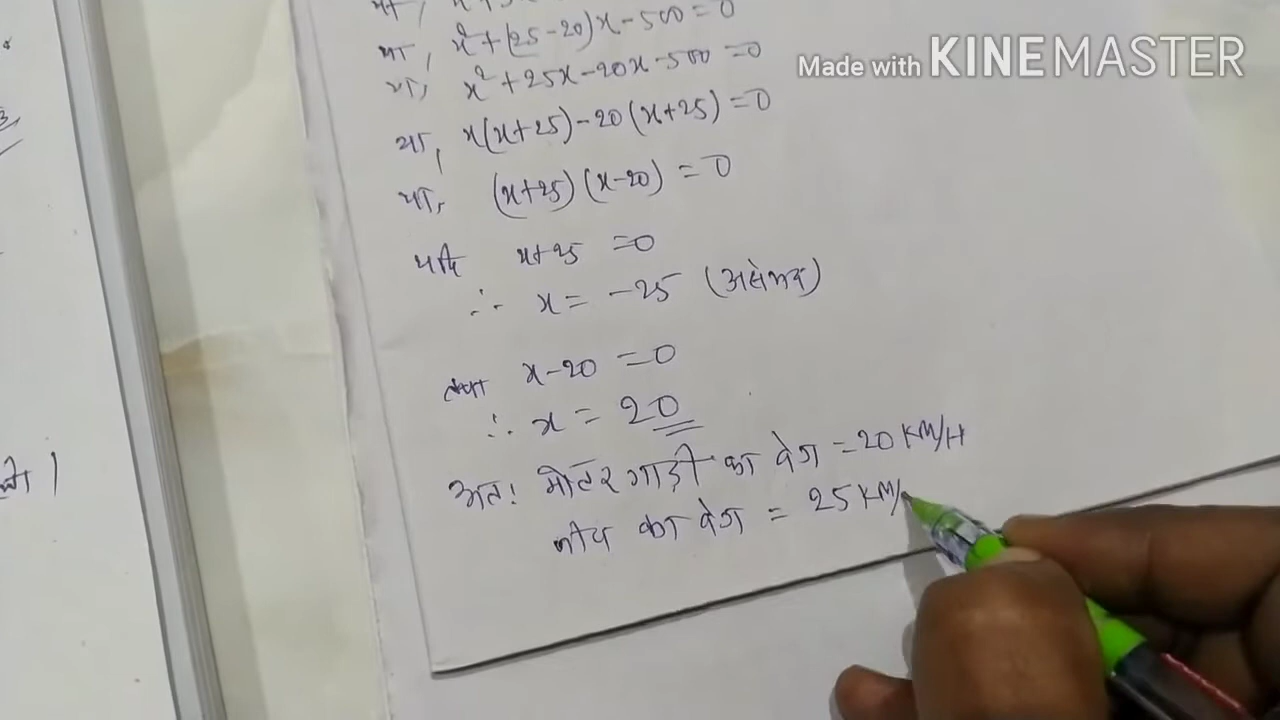 या, x² + (25-20)x - 500 = 0
या, x² + 25x - 20x - 500 = 0
या, x(x+25) - 20(x+25) = 0
या, (x+25)(x-20) = 0
यदि x+25 = 0
∴ x = -25 (असंभव)
तथा x-20 = 0
∴ x = 20
अतः मोटर गाड़ी का वेग = 20 KM/H
जीप का वेग = 25 KM/
Made with KINEMASTER